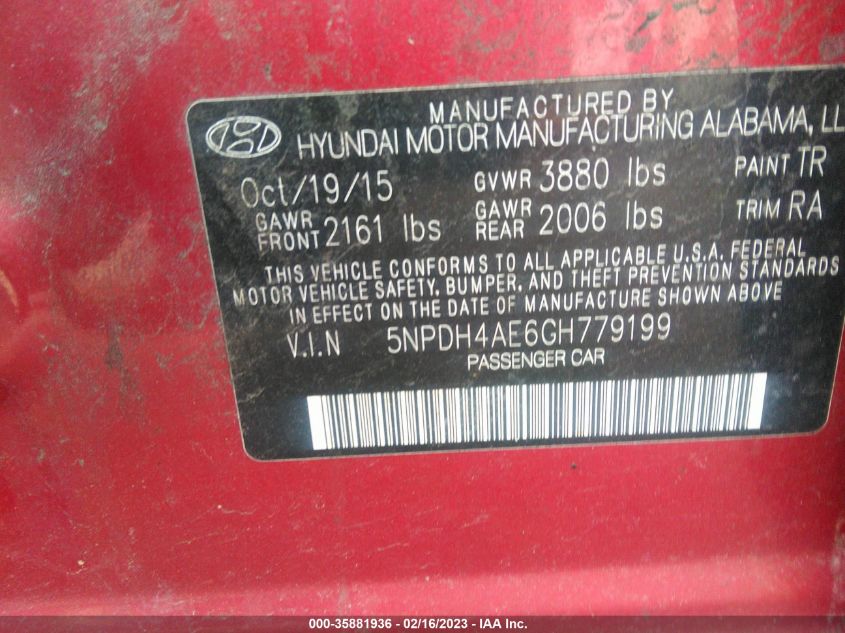 MANUFACTURED BY
HYUNDAI MOTOR MANUFACTURING ALABAMA, LL
Oct/19/15 GVWR 3880 lbs PAINT TR
GAWR FRONT 2161 lbs GAWR REAR 2006 lbs TRIM RA
THIS VEHICLE CONFORMS TO ALL APPLICABLE U.S.A. FEDERAL
MOTOR VEHICLE SAFETY, BUMPER, AND THEFT PREVENTION STANDARDS
IN EFFECT ON THE DATE OF MANUFACTURE SHOWN ABOVE.
V.I.N 5NPDH4AE6GH779199
PASSENGER CAR
000-35881936 - 02/16/2023 - IAA Inc.